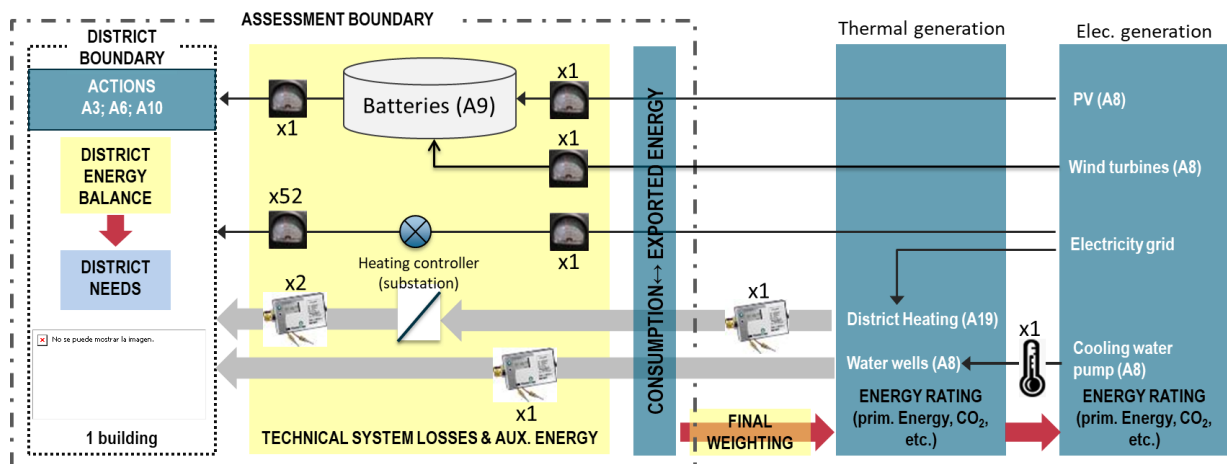 ASSESSMENT BOUNDARY
DISTRICT
BOUNDARY
ACTIONS
A3; A6; A10
DISTRICT
ENERGY
BALANCE
DISTRICT
NEEDS
No se puede mostrar la imagen.
1 building
x1
Batteries (A9)
x1
x1
x52
Heating controller
(substation)
x1
x2
x1
x1
TECHNICAL SYSTEM LOSSES & AUX. ENERGY
CONSUMPTION↔ EXPORTED ENERGY
FINAL
WEIGHTING
Thermal generation
District Heating (A19)
Water wells (A8)
ENERGY RATING
(prim. Energy, CO₂,
etc.)
x1
Elec. generation
PV (A8)
Wind turbines (A8)
Electricity grid
Cooling water
pump (A8)
ENERGY RATING
(prim. Energy, CO₂,
etc.)